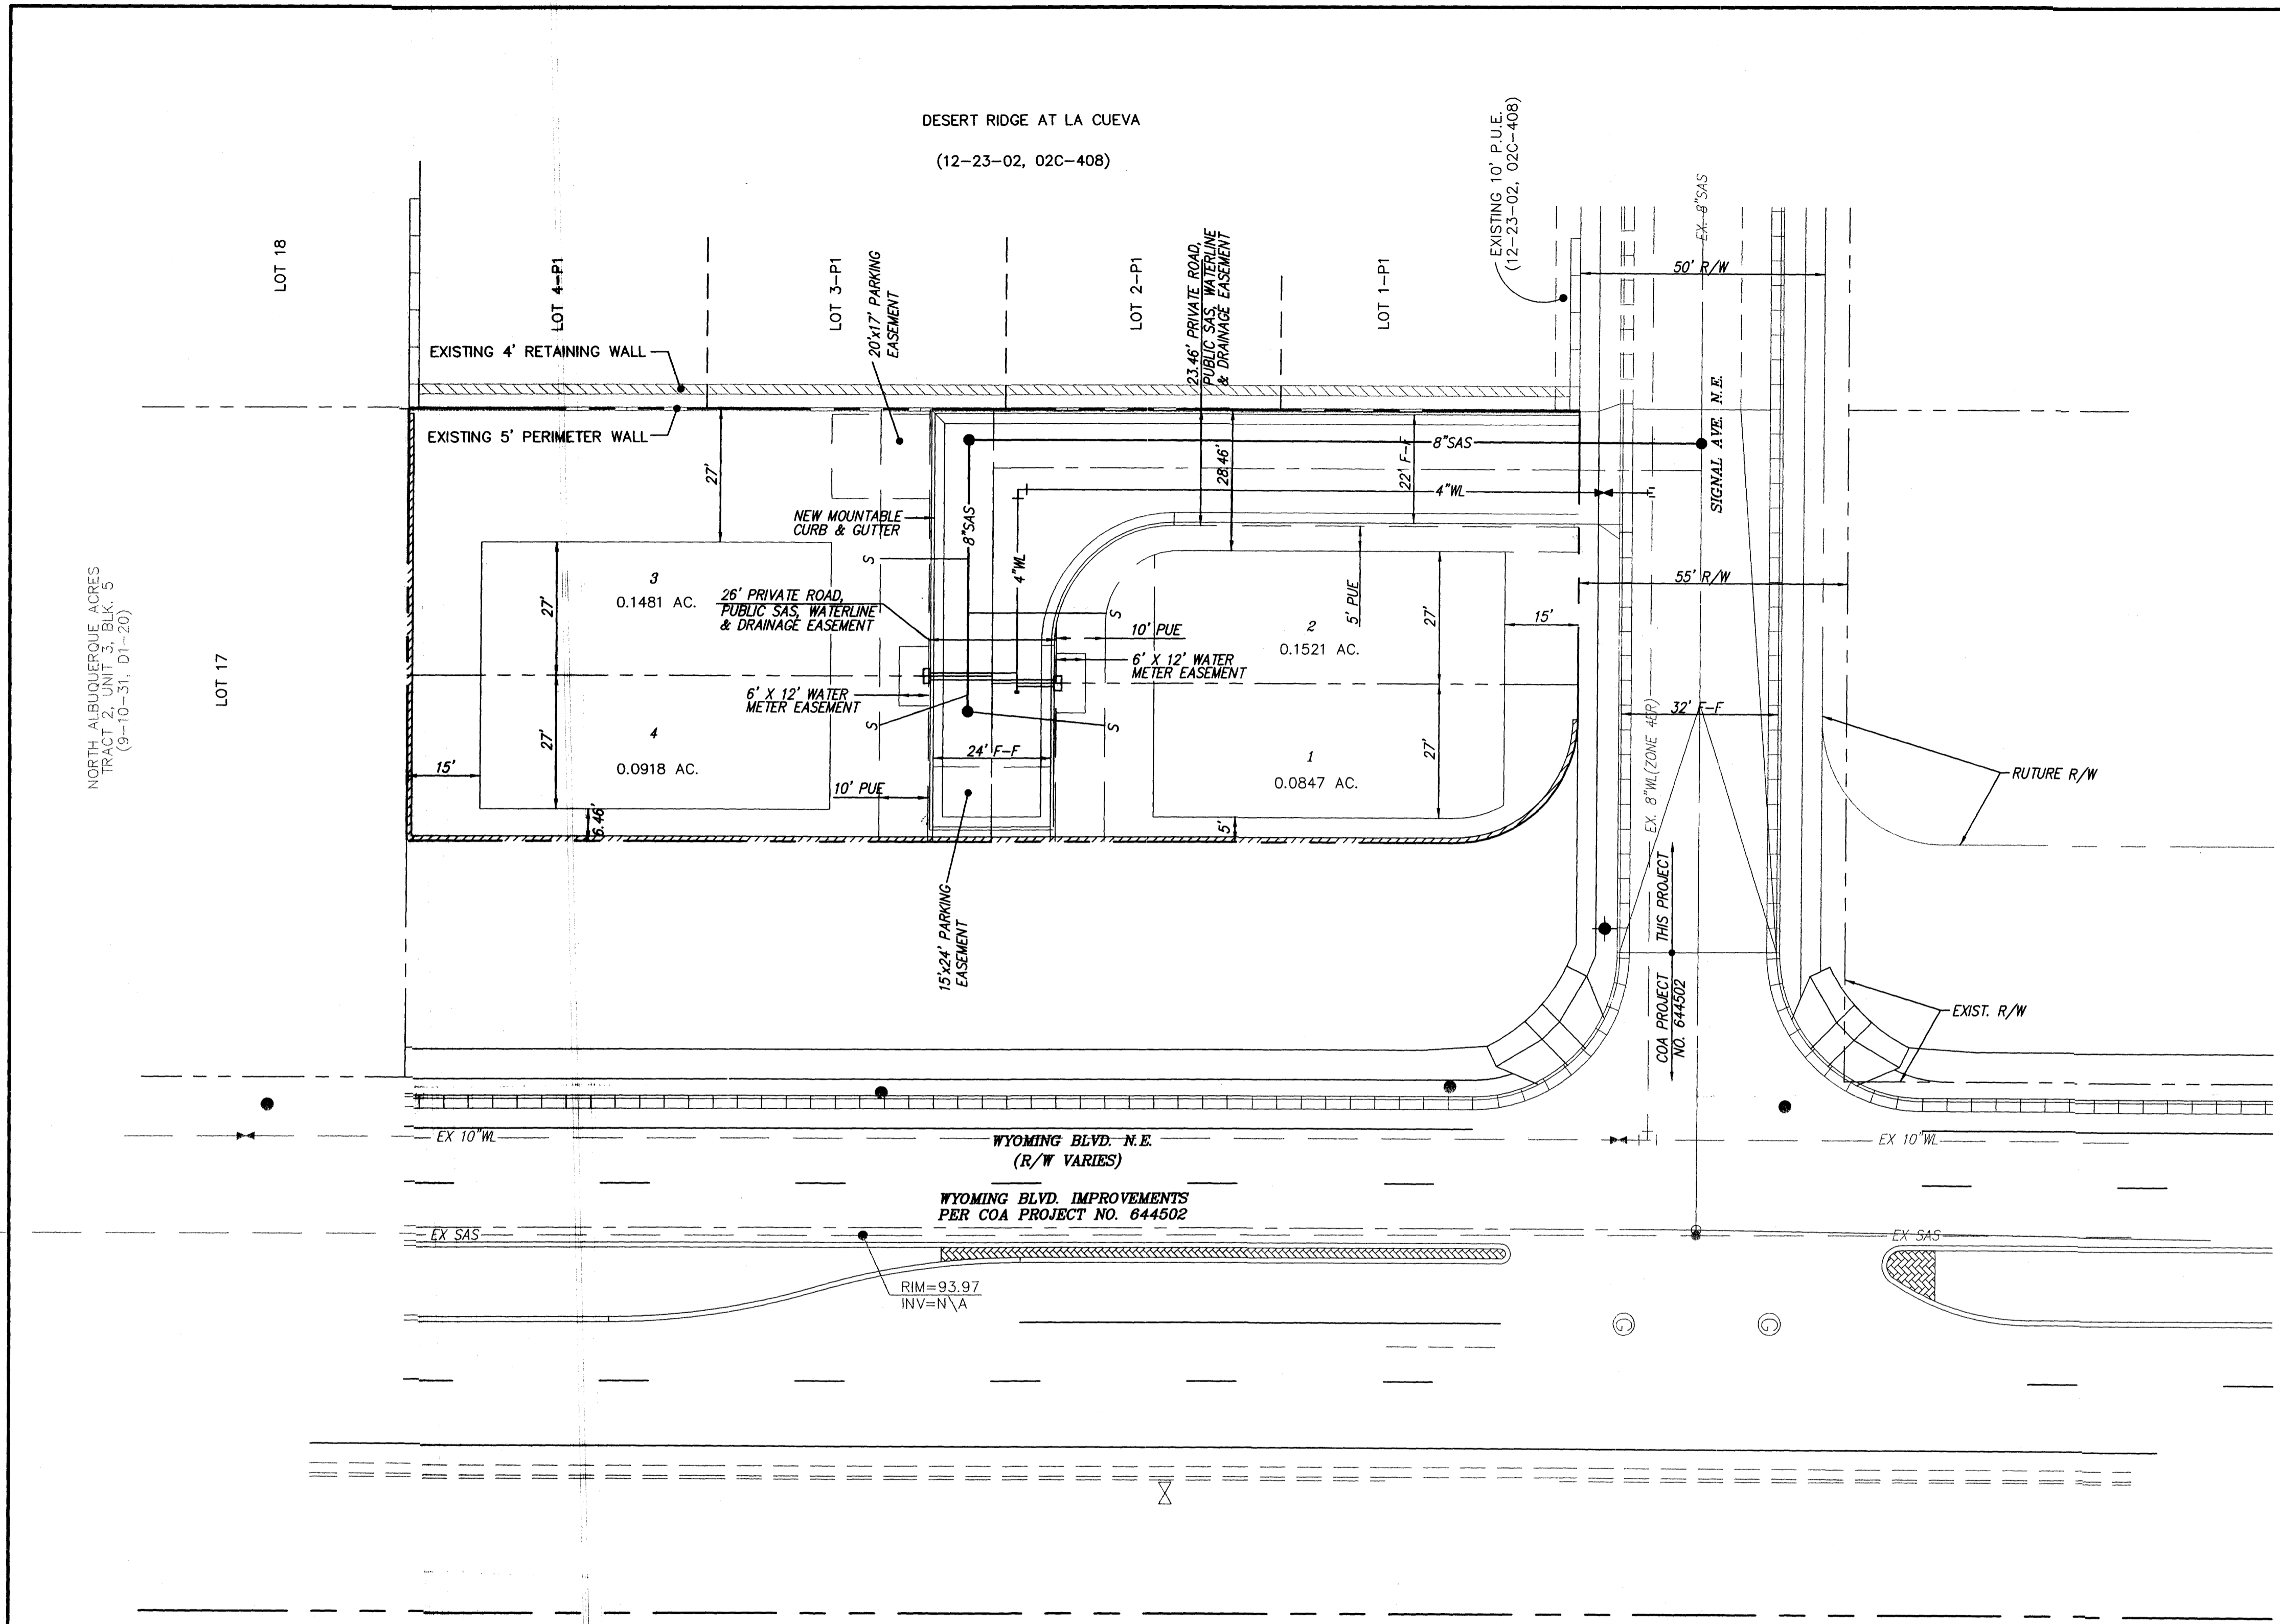 DESERT RIDGE AT LA CUEVA
(12-23-02, 02C-408)
EXISTING 10' P.U.E.
(12-23-02, 02C-408)
EX. 8"SAS
LOT 18
LOT 4-P1
LOT 3-P1
20'x17' PARKING
EASEMENT
LOT 2-P1
23.46' PRIVATE ROAD,
PUBLIC SAS, WATERLINE
& DRAINAGE EASEMENT
LOT 1-P1
50' R/W
EXISTING 4' RETAINING WALL
EXISTING 5' PERIMETER WALL
SIGNAL AVE. N.E.
27'
8"SAS
28.46'
22' F-F
4"WL
NEW MOUNTABLE
CURB & GUTTER
8"SAS
S
4"WL
NORTH ALBUQUERQUE ACRES
TRACT 2, UNIT 3, BLK. 5
(9-10-31, D1-20)
LOT 17
27'
3
0.1481 AC.
26' PRIVATE ROAD,
PUBLIC SAS, WATERLINE
& DRAINAGE EASEMENT
S
10' PUE
6' X 12' WATER
METER EASEMENT
2
0.1521 AC.
5' PUE
27'
15'
55' R/W
6' X 12' WATER
METER EASEMENT
27'
4
0.0918 AC.
15'
S
S
24' F-F
10' PUE
6.46'
1
0.0847 AC.
27'
5'
EX. 8"WL(ZONE 4ER)
32' F-F
RUTURE R/W
15'x24' PARKING
EASEMENT
THIS PROJECT
COA PROJECT
NO. 644502
EXIST. R/W
EX 10"WL
WYOMING BLVD. N.E.
(R/W VARIES)
EX 10"WL
WYOMING BLVD. IMPROVEMENTS
PER COA PROJECT NO. 644502
EX SAS
EX SAS
RIM=93.97
INV=N\A
G
G